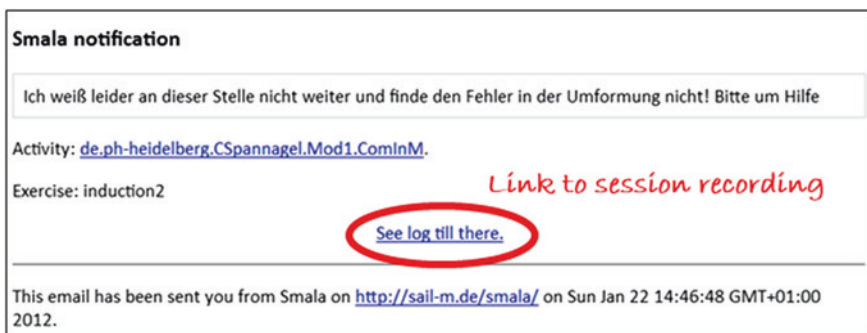 Smala notification
Ich weiß leider an dieser Stelle nicht weiter und finde den Fehler in der Umformung nicht! Bitte um Hilfe
Activity: de.ph-heidelberg.CSpannagel.Mod1.ComInM.
Exercise: induction2
Link to session recording
See log till there.
This email has been sent you from Smala on http://sail-m.de/smala/ on Sun Jan 22 14:46:48 GMT+01:00
2012.